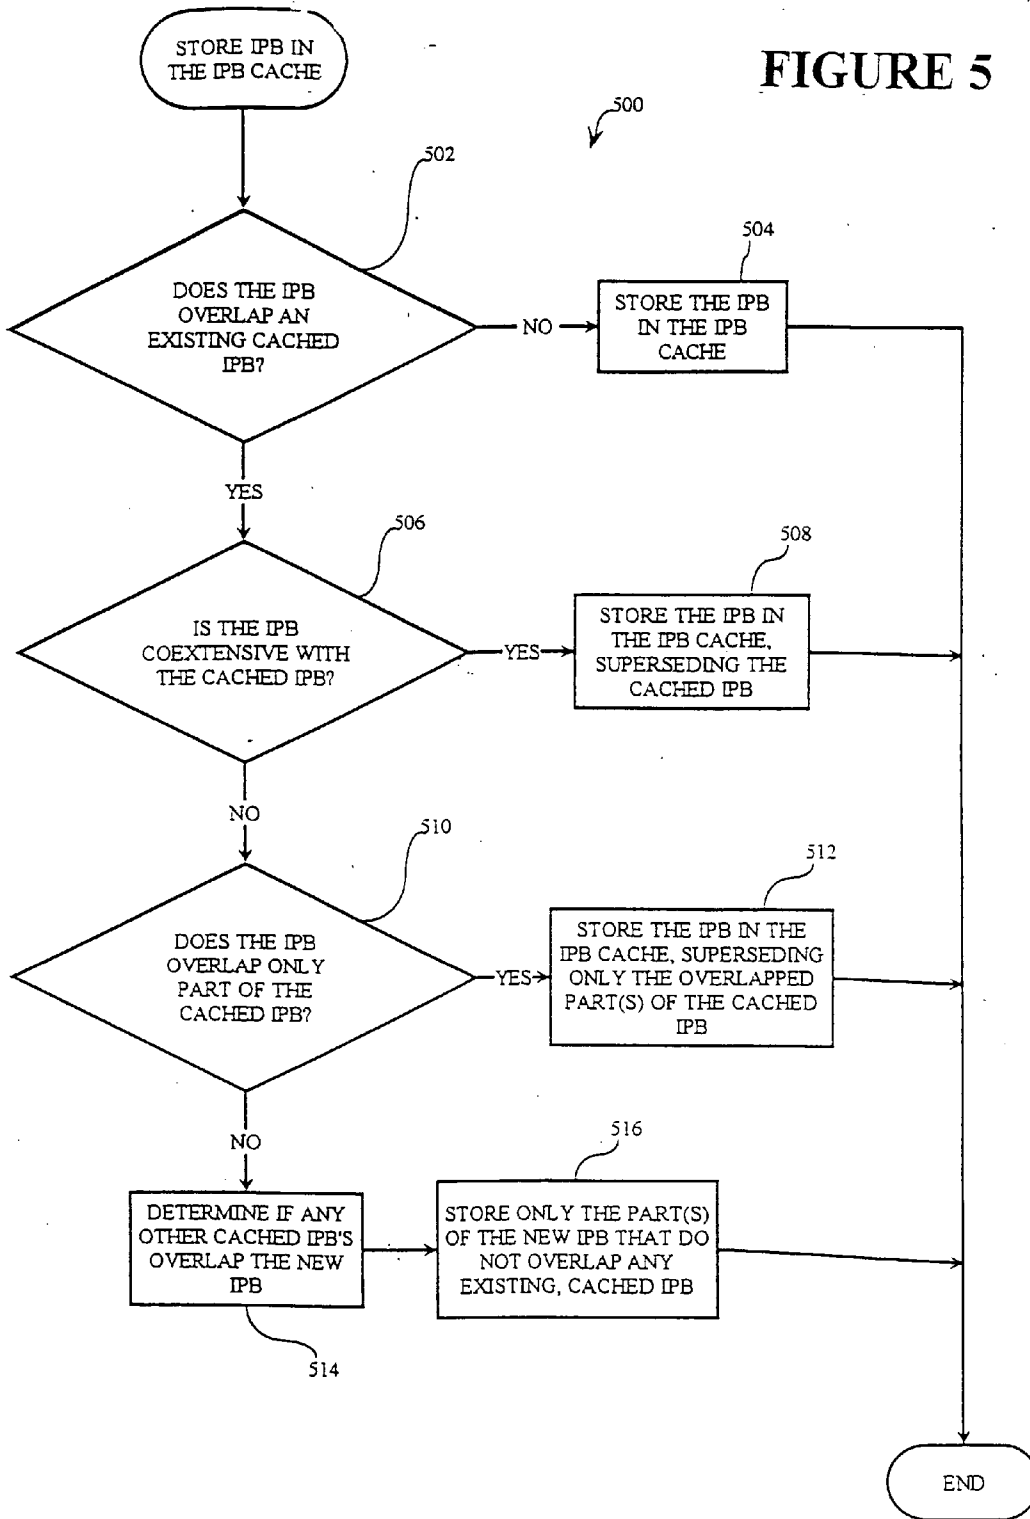 STORE IPB IN
THE IPB CACHE
FIGURE 5
500
502
DOES THE IPB
OVERLAP AN
EXISTING CACHED
IPB?
NO
504
STORE THE IPB
IN THE IPB
CACHE
YES
506
IS THE IPB
COEXTENSIVE WITH
THE CACHED IPB?
YES
508
STORE THE IPB IN
THE IPB CACHE,
SUPERSEDING THE
CACHED IPB
NO
510
DOES THE IPB
OVERLAP ONLY
PART OF THE
CACHED IPB?
YES
512
STORE THE IPB IN THE
IPB CACHE, SUPERSEDING
ONLY THE OVERLAPPED
PART(S) OF THE CACHED
IPB
NO
DETERMINE IF ANY
OTHER CACHED IPB'S
OVERLAP THE NEW
IPB
514
516
STORE ONLY THE PART(S)
OF THE NEW IPB THAT DO
NOT OVERLAP ANY
EXISTING, CACHED IPB
END